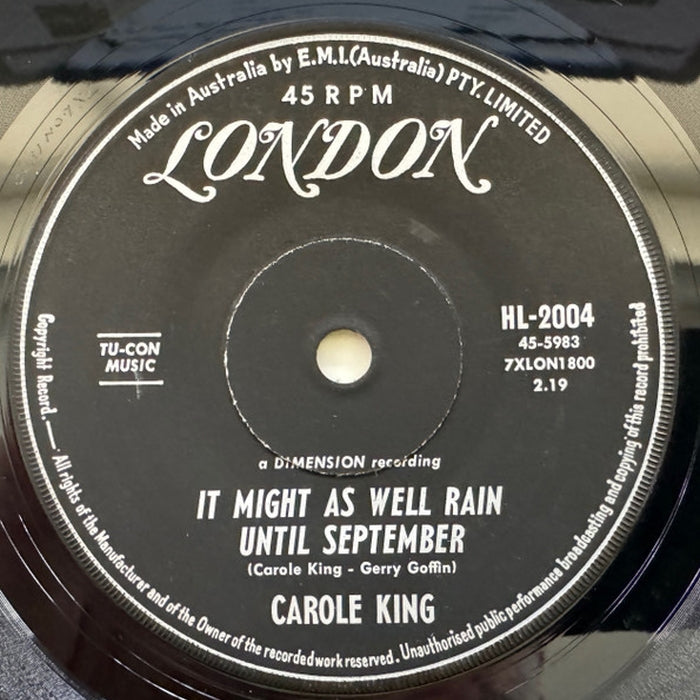 Made in Australia by E.M.I.(Australia) PTY. LIMITED
45 RPM
LONDON
TU-CON
MUSIC
HL-2004
45-5983
7XLON1800
2.19
a DIMENSION recording
IT MIGHT AS WELL RAIN
UNTIL SEPTEMBER
(Carole King - Gerry Goffin)
CAROLE KING
Copyright Record.— All rights of the Manufacturer and of the Owner of the recorded work reserved. Unauthorised public performance broadcasting and copying of this record prohibited